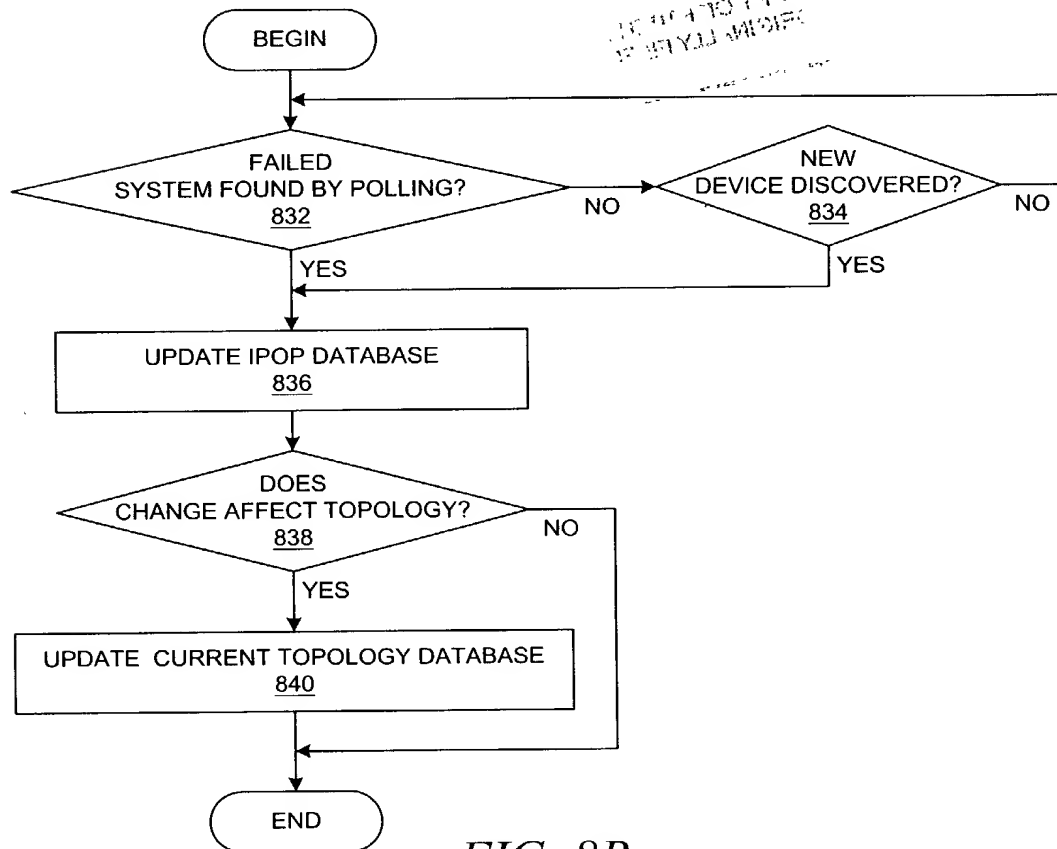 BEGIN
FAILED
SYSTEM FOUND BY POLLING?
832
NO
YES
NEW
DEVICE DISCOVERED?
834
NO
YES
UPDATE IPOP DATABASE
836
DOES
CHANGE AFFECT TOPOLOGY?
838
NO
YES
UPDATE CURRENT TOPOLOGY DATABASE
840
END